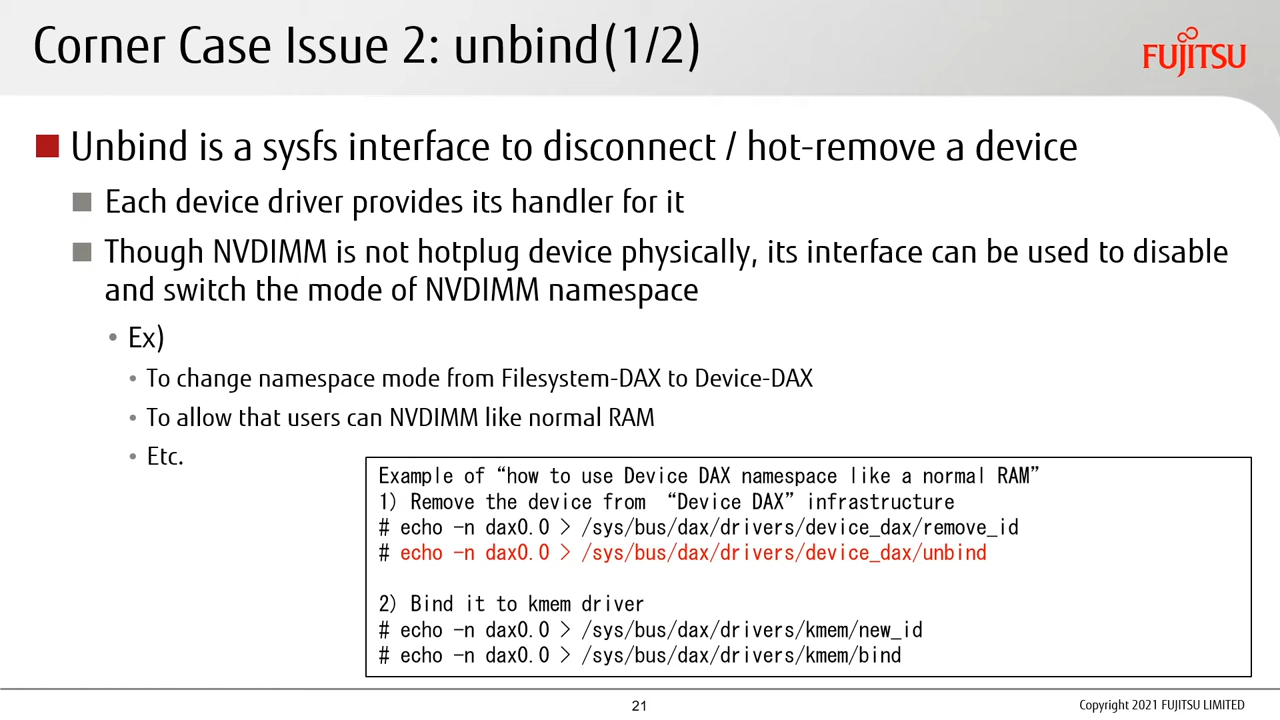 Corner Case Issue 2: unbind(1/2)
FUJITSU
Unbind is a sysfs interface to disconnect / hot-remove a device
Each device driver provides its handler for it
Though NVDIMM is not hotplug device physically, its interface can be used to disable
and switch the mode of NVDIMM namespace
• Ex)
• To change namespace mode from Filesystem-DAX to Device-DAX
• To allow that users can NVDIMM like normal RAM
• Etc.
Example of “how to use Device DAX namespace like a normal RAM”
1) Remove the device from “Device DAX” infrastructure
# echo -n dax0.0 > /sys/bus/dax/drivers/device_dax/remove_id
# echo -n dax0.0 > /sys/bus/dax/drivers/device_dax/unbind
2) Bind it to kmem driver
# echo -n dax0.0 > /sys/bus/dax/drivers/kmem/new_id
# echo -n dax0.0 > /sys/bus/dax/drivers/kmem/bind
21
Copyright 2021 FUJITSU LIMITED